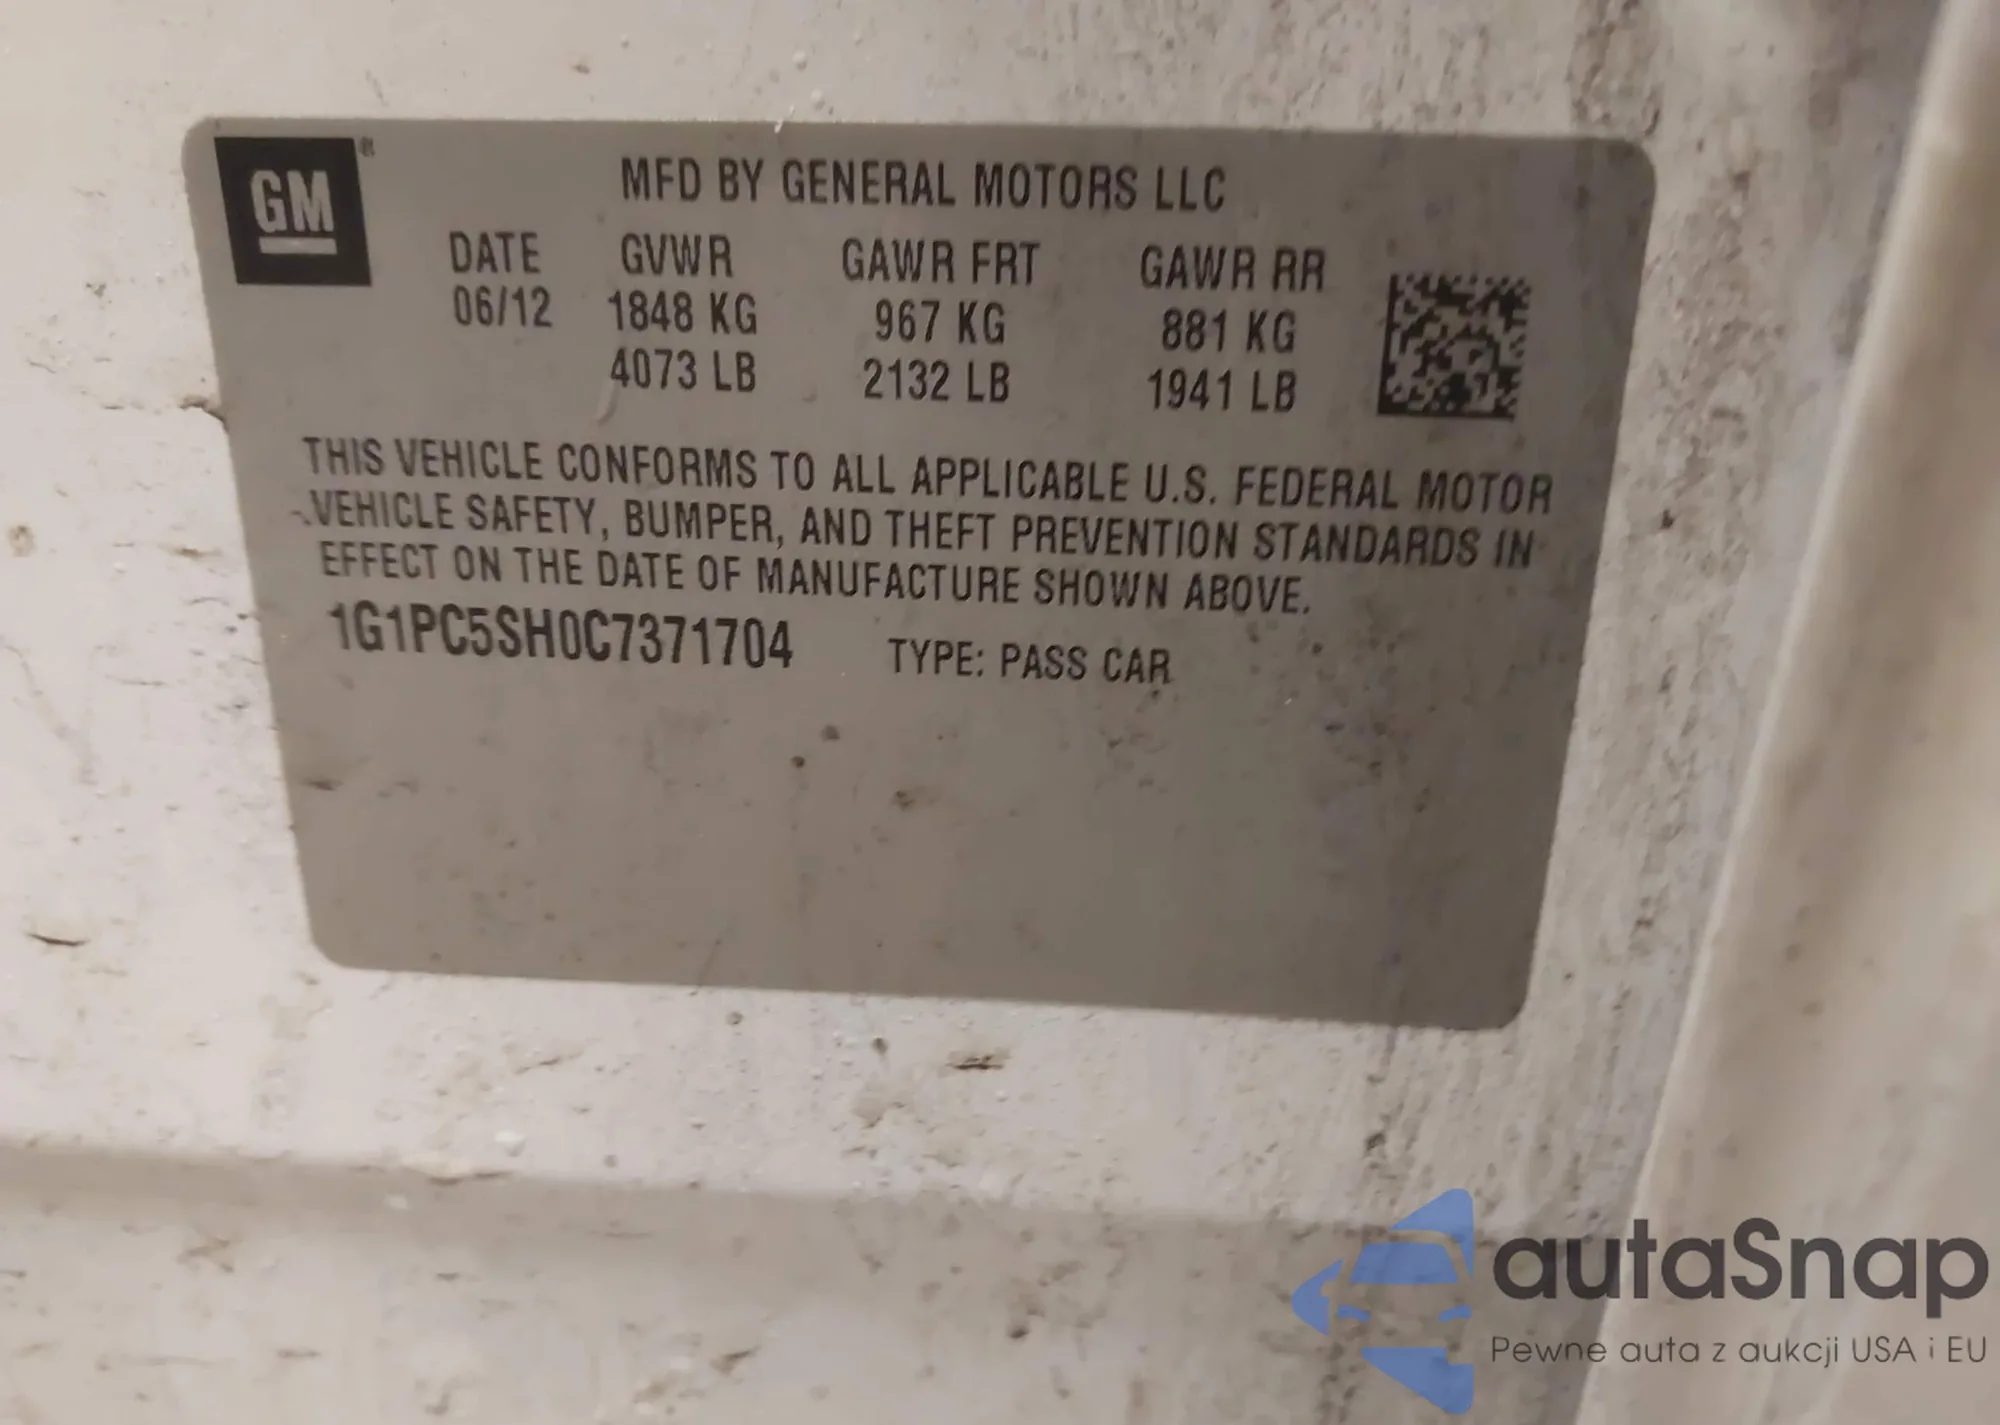 GM
®
MFD BY GENERAL MOTORS LLC
DATE GVWR GAWR FRT GAWR RR
06/12 1848 KG 967 KG 881 KG
4073 LB 2132 LB 1941 LB
THIS VEHICLE CONFORMS TO ALL APPLICABLE U.S. FEDERAL MOTOR
VEHICLE SAFETY, BUMPER, AND THEFT PREVENTION STANDARDS IN
EFFECT ON THE DATE OF MANUFACTURE SHOWN ABOVE.
1G1PC5SH0C7371704 TYPE: PASS CAR
autaSnap
Pewne auta z aukcji USA i EU